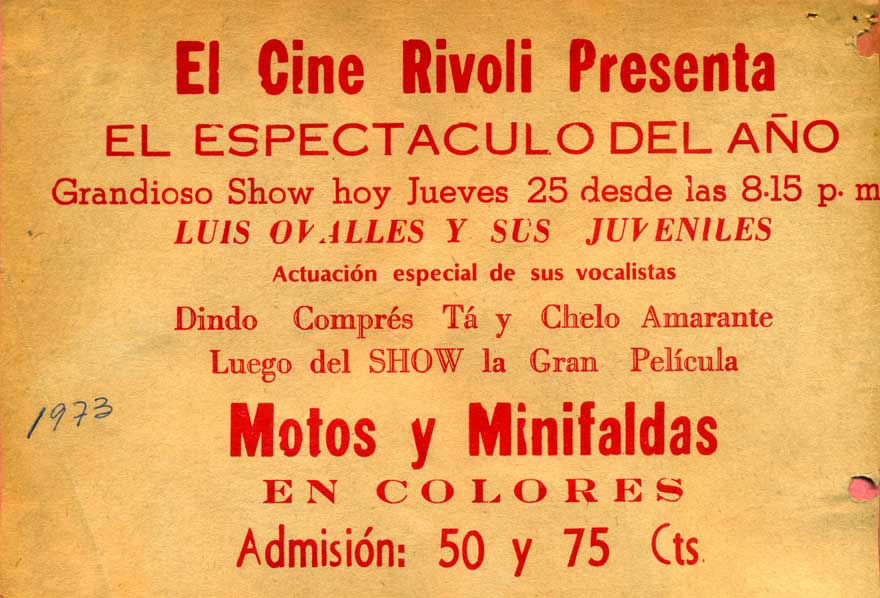 El Cine Rivoli Presenta
EL ESPECTACULO DEL AÑO
Grandioso Show hoy Jueves 25 desde las 8.15 p. m
LUIS OVALLES Y SUS JUVENILES
Actuación especial de sus vocalistas
Dindo Comprés Tá y Chelo Amarante
Luego del SHOW la Gran Película
1973
Motos y Minifaldas
EN COLORES
Admisión: 50 y 75 Cts.